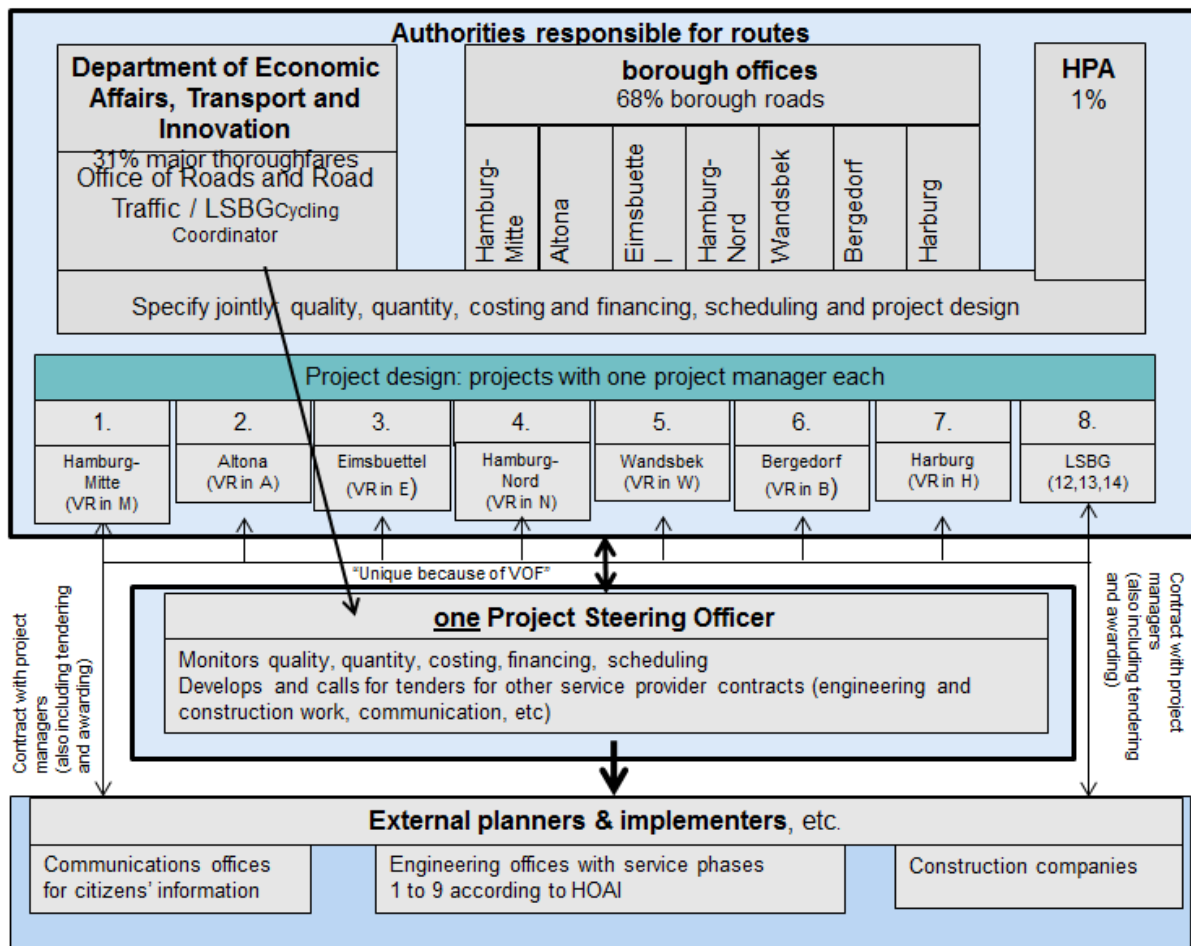 Authorities responsible for routes
Department of Economic
Affairs, Transport and
Innovation
31% major thoroughfares
Office of Roads and Road
Traffic / LSBGCycling
Coordinator
borough offices
68% borough roads
Hamburg-
Mitte
Altona
Eimsbuette
l
Hamburg-
Nord
Wandsbek
Bergedorf
Harburg
HPA
1%
Specify jointly: quality, quantity, costing and financing, scheduling and project design
Project design: projects with one project manager each
1.
Hamburg-
Mitte
(VR in M)
2.
Altona
(VR in A)
3.
Eimsbuettel
(VR in E)
4.
Hamburg-
Nord
(VR in N)
5.
Wandsbek
(VR in W)
6.
Bergedorf
(VR in B)
7.
Harburg
(VR in H)
8.
LSBG
(12,13,14)
"Unique because of VOF"
Contract with project
managers
(also including tendering
and awarding)
one Project Steering Officer
Monitors quality, quantity, costing, financing, scheduling
Develops and calls for tenders for other service provider contracts (engineering and
construction work, communication, etc)
Contract with project
managers
(also including tendering
and awarding)
External planners & implementers, etc.
Communications offices
for citizens' information
Engineering offices with service phases
1 to 9 according to HOAI
Construction companies